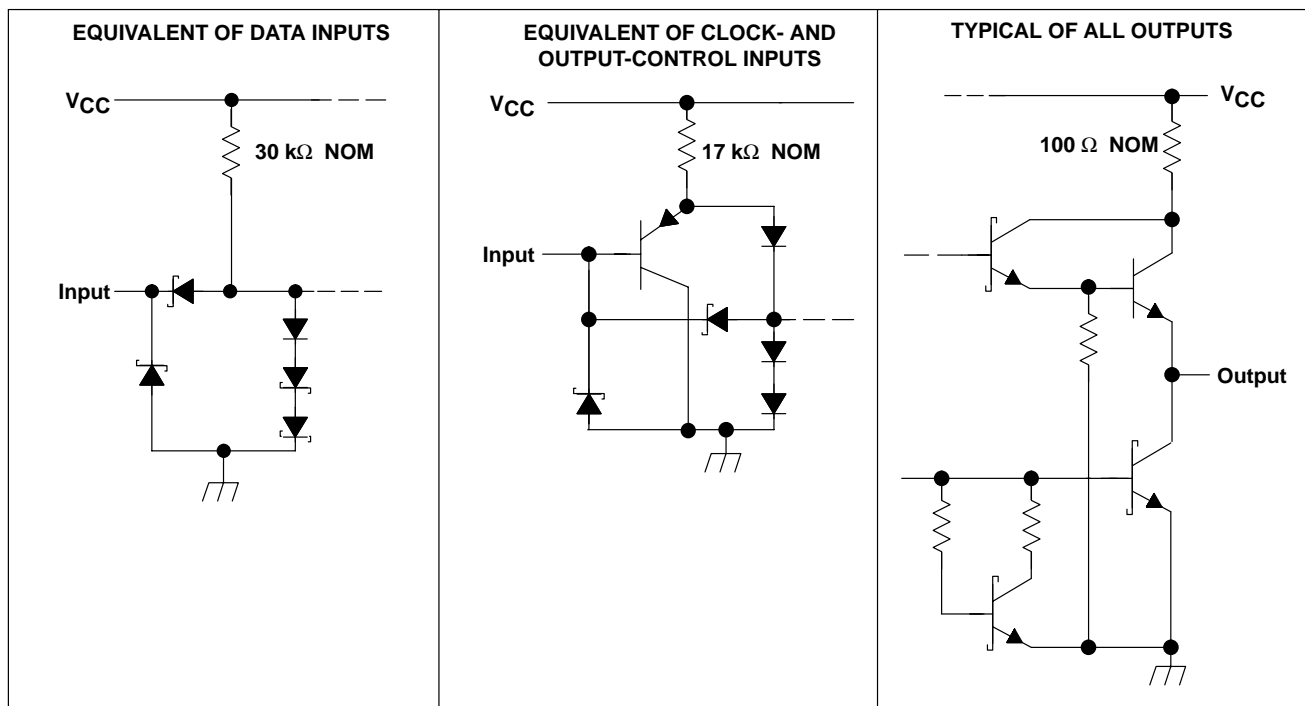 EQUIVALENT OF DATA INPUTS
VCC
30 kΩ NOM
Input
EQUIVALENT OF CLOCK- AND
OUTPUT-CONTROL INPUTS
VCC
17 kΩ NOM
Input
TYPICAL OF ALL OUTPUTS
VCC
100 Ω NOM
Output